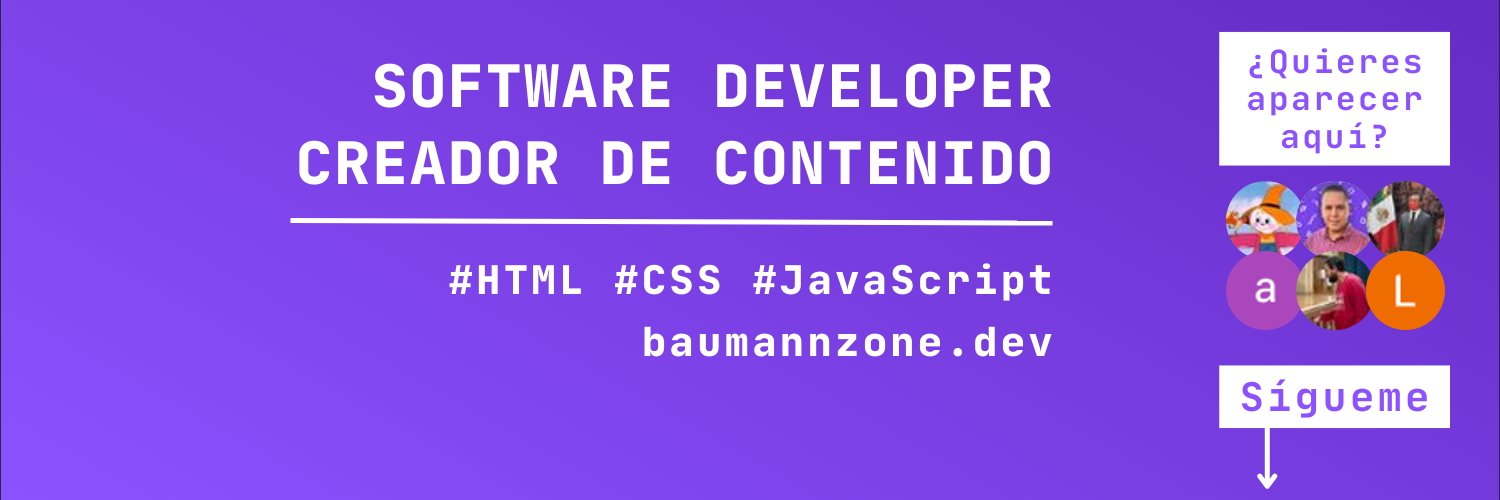 SOFTWARE DEVELOPER
CREADOR DE CONTENIDO
#HTML #CSS #JavaScript
baumannzone.dev
¿Quieres
aparecer
aquí?
a
L
Sígueme